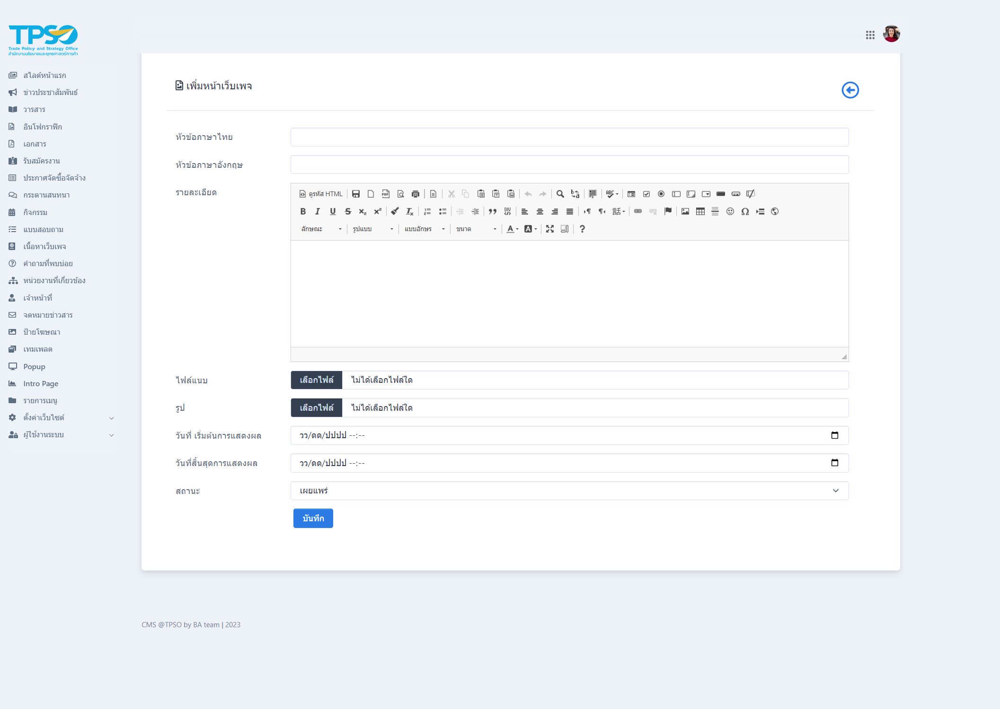 TPSO
Trade Policy and Strategy Office
สำนักงานนโยบายและยุทธศาสตร์การค้า
สไลด์หน้าแรก
ข่าวประชาสัมพันธ์
วารสาร
อินโฟกราฟิก
เอกสาร
รับสมัครงาน
ประกาศจัดซื้อจัดจ้าง
กระดานสนทนา
กิจกรรม
แบบสอบถาม
เนื้อหาเว็บเพจ
คำถามที่พบบ่อย
หน่วยงานที่เกี่ยวข้อง
เจ้าหน้าที่
จดหมายข่าวสาร
ป้ายโฆษณา
เทมเพลต
Popup
Intro Page
รายการเมนู
ตั้งค่าเว็บไซต์
ผู้ใช้งานระบบ
เพิ่มหน้าเว็บเพจ
หัวข้อภาษาไทย
หัวข้อภาษาอังกฤษ
รายละเอียด
ดูรหัส HTML
ลักษณะ รูปแบบ แบบอักษร ขนาด
ไฟล์แนบ เลือกไฟล์ ไม่ได้เลือกไฟล์ใด
รูป เลือกไฟล์ ไม่ได้เลือกไฟล์ใด
วันที่ เริ่มต้นการแสดงผล วว/ดด/ปปปป --:--
วันที่สิ้นสุดการแสดงผล วว/ดด/ปปปป --:--
สถานะ เผยแพร่
บันทึก
CMS @TPSO by BA team | 2023